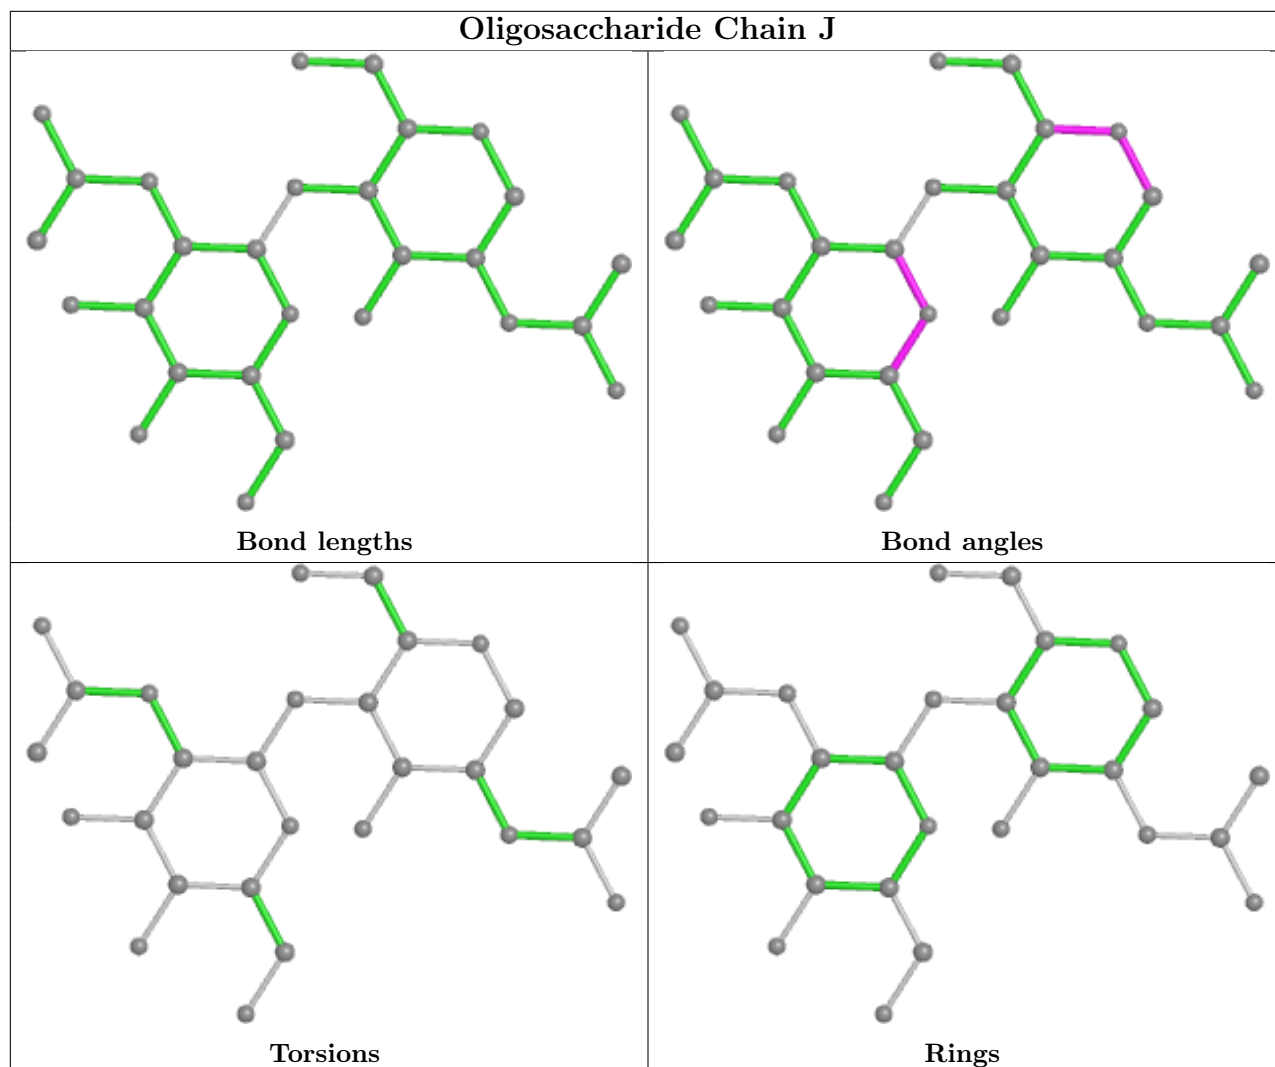 Oligosaccharide Chain J
Bond lengths
Bond angles
Torsions
Rings